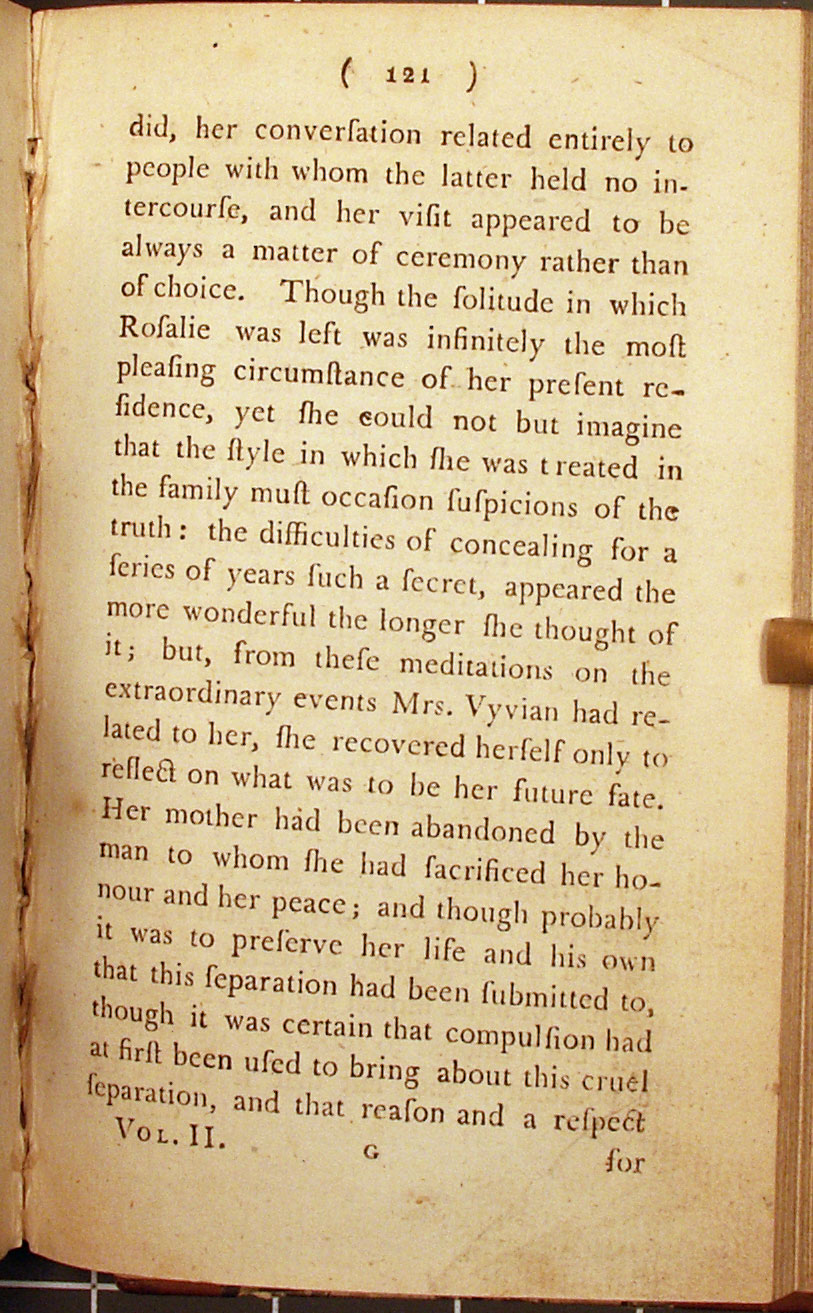 ( 121 )
did, her converſation related entirely to
people with whom the latter held no in-
tercourſe, and her viſit appeared to be
always a matter of ceremony rather than
of choice. Though the ſolitude in which
Roſalie was left was infinitely the moſt
pleaſing circumſtance of her preſent re-
ſidence, yet ſhe could not but imagine
that the ſtyle in which ſhe was treated in
the family muſt occaſion ſuſpicions of the
truth: the difficulties of concealing for a
ſeries of years ſuch a ſecret, appeared the
more wonderful the longer ſhe thought of
it; but, from theſe meditations on the
extraordinary events Mrs. Vyvian had re-
lated to her, ſhe recovered herſelf only to
reflect on what was to be her future fate.
Her mother had been abandoned by the
man to whom ſhe had ſacrificed her ho-
nour and her peace; and though probably
it was to preſerve her life and his own
that this ſeparation had been ſubmitted to,
though it was certain that compulſion had
at firſt been uſed to bring about this cruel
ſeparation, and that reaſon and a reſpect
VOL. II. G for